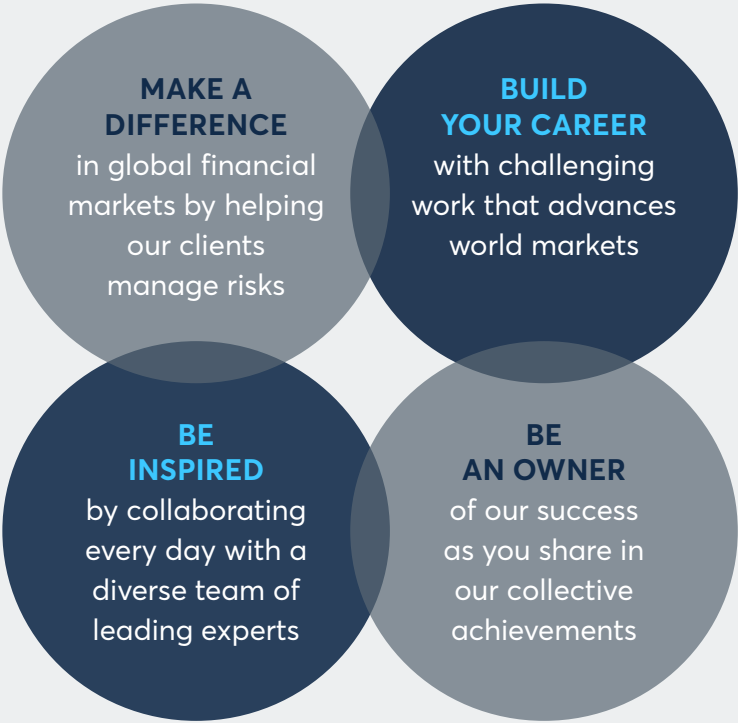 MAKE A
DIFFERENCE
in global financial
markets by helping
our clients
manage risks
BUILD
YOUR CAREER
with challenging
work that advances
world markets
BE
INSPIRED
by collaborating
every day with a
diverse team of
leading experts
BE
AN OWNER
of our success
as you share in
our collective
achievements